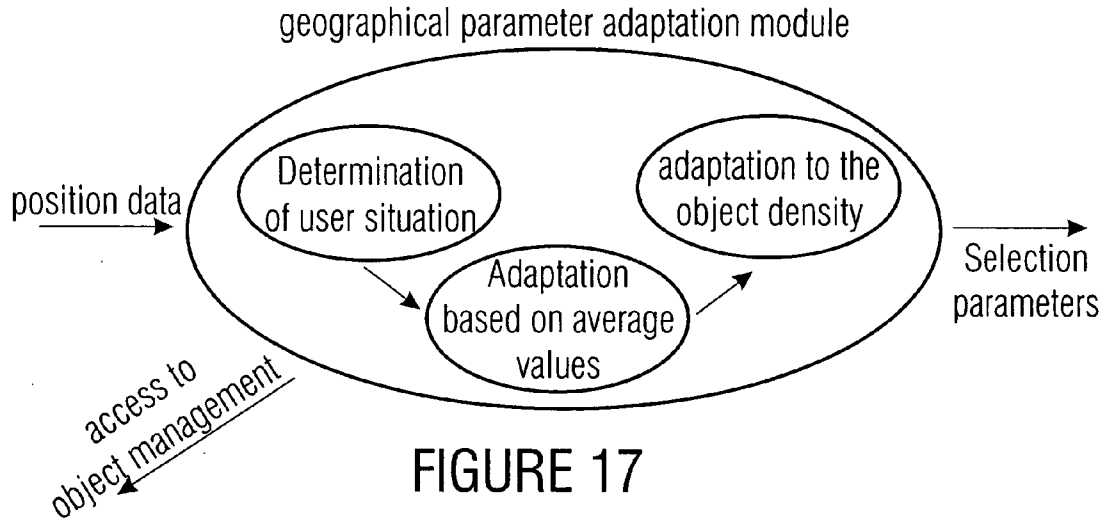 geographical parameter adaptation module
position data
Determination
of user situation
Adaptation
based on average
values
adaptation to the
object density
Selection
parameters
access to
object management
FIGURE 17